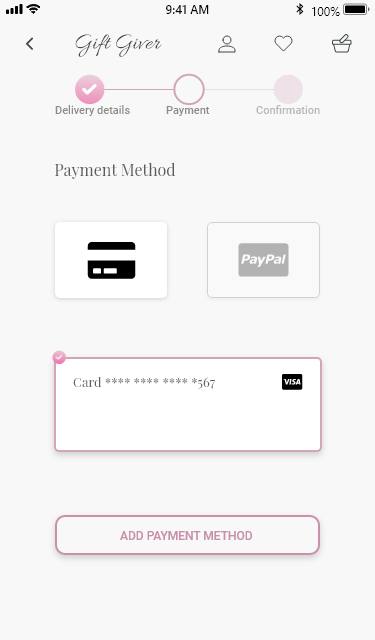 9:41 AM 100%
Gift Giver
Delivery details Payment Confirmation
Payment Method
PayPal
Card **** **** **** *567 VISA
ADD PAYMENT METHOD